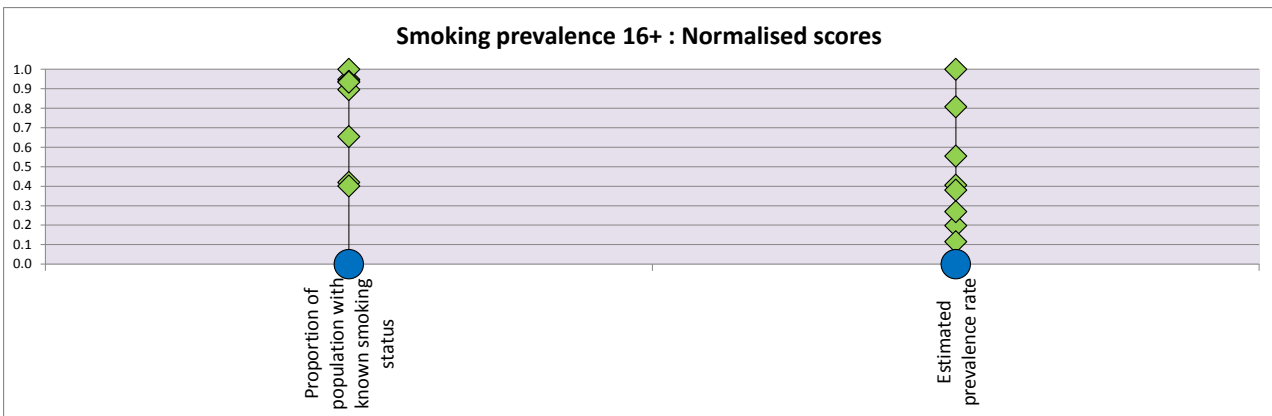 Smoking prevalence 16+ : Normalised scores
1.0
0.9
0.8
0.7
0.6
0.5
0.4
0.3
0.2
0.1
0.0
Proportion of
population with
known smoking
status
Estimated
prevalence rate